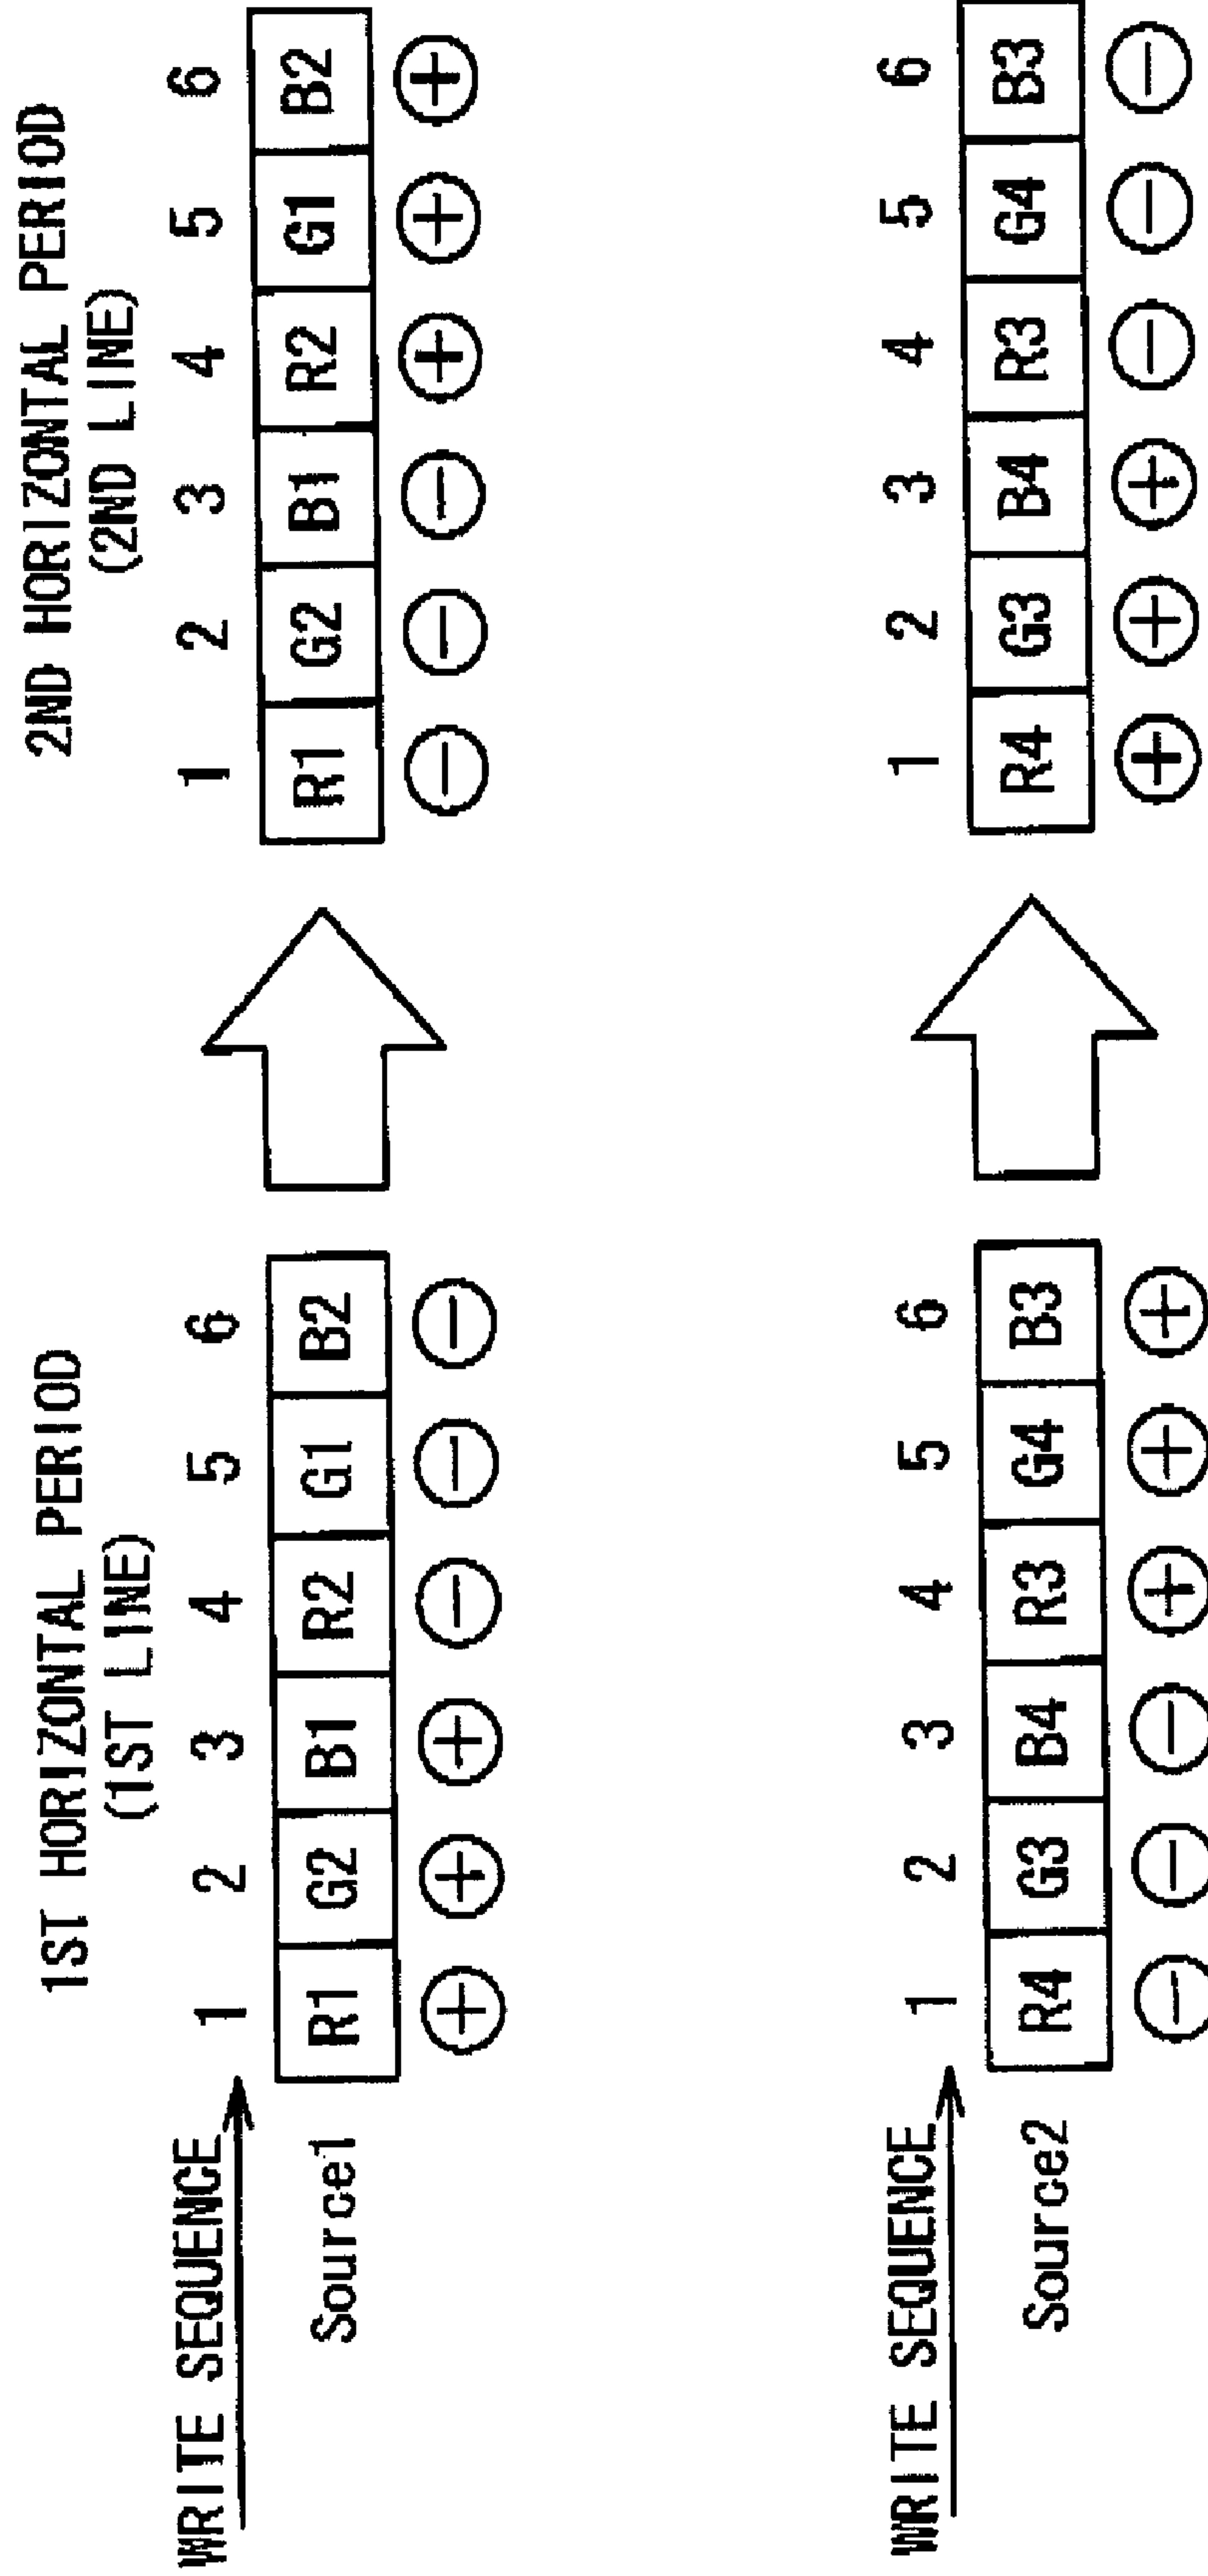 1ST HORIZONTAL PERIOD
(1ST LINE)
2ND HORIZONTAL PERIOD
(2ND LINE)
WRITE SEQUENCE
1 2 3 4 5 6
1 2 3 4 5 6
Source1
R1 G2 B1 R2 G1 B2
R1 G2 B1 R2 G1 B2
+ + + − − −
− − − + + +
WRITE SEQUENCE
1 2 3 4 5 6
1 2 3 4 5 6
Source2
R4 G3 B4 R3 G4 B3
R4 G3 B4 R3 G4 B3
− − − + + +
+ + + − − −